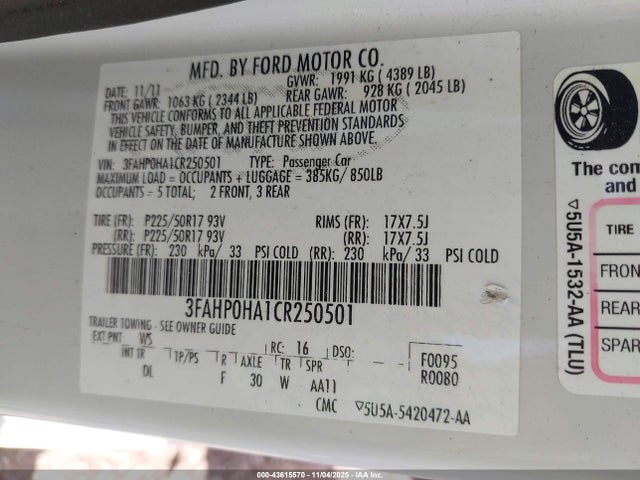 MFD. BY FORD MOTOR CO.
DATE: 11/11
GVWR: 1991 KG ( 4389 LB)
FRONT GAWR: 1063 KG ( 2344 LB)
REAR GAWR: 928 KG ( 2045 LB)
THIS VEHICLE CONFORMS TO ALL APPLICABLE FEDERAL MOTOR
VEHICLE SAFETY, BUMPER, AND THEFT PREVENTION STANDARDS
IN EFFECT ON THE DATE OF MANUFACTURE SHOWN ABOVE.
VIN: 3FAHP0HA1CR250501 TYPE: Passenger Car
MAXIMUM LOAD = OCCUPANTS + LUGGAGE = 385KG/ 850LB
OCCUPANTS = 5 TOTAL; 2 FRONT, 3 REAR
TIRE (FR): P225/50R17 93V RIMS (FR): 17X7.5J
(RR): P225/50R17 93V (RR): 17X7.5J
PRESSURE (FR): 230 kPa/ 33 PSI COLD (RR): 230 kPa/ 33 PSI COLD
3FAHP0HA1CR250501
TRAILER TOWING - SEE OWNER GUIDE
EXT PNT: WS RC: 16 DSO: F0095
INT TR TP/PS R AXLE TR SPR R0080
DL F 30 W AA11
CMC ▽5U5A-5420472-AA
The com
and
TIRE
FRON
REAR
SPAR
▽5U5A-1532-AA (TLU)
000-43615570 - 11/04/2025 - IAAI.COM